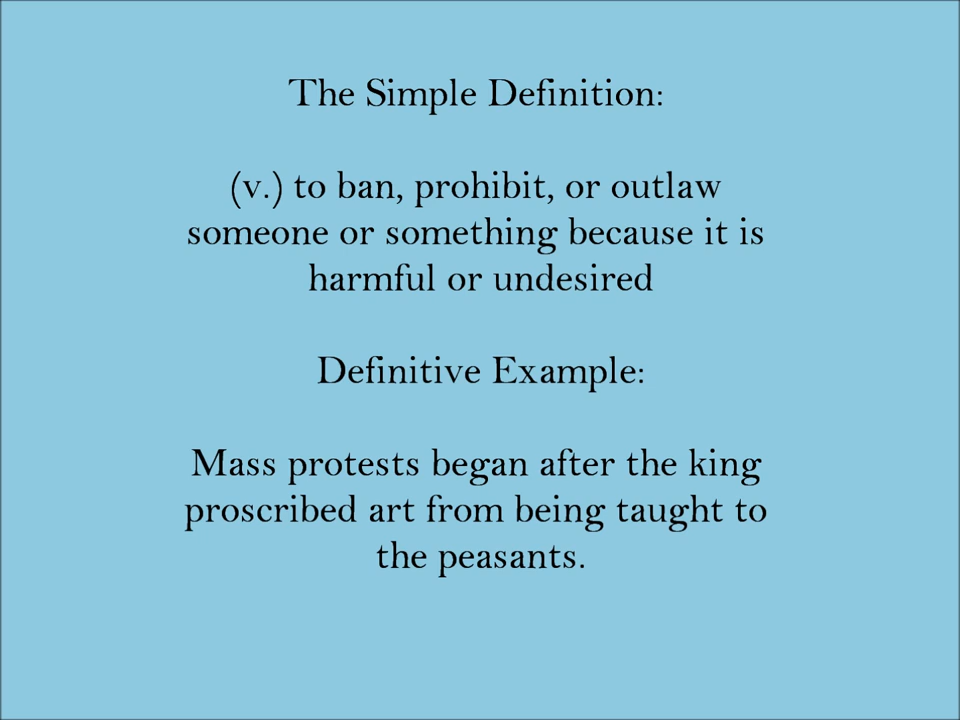 The Simple Definition:
(v.) to ban, prohibit, or outlaw
someone or something because it is
harmful or undesired
Definitive Example:
Mass protests began after the king
proscribed art from being taught to
the peasants.